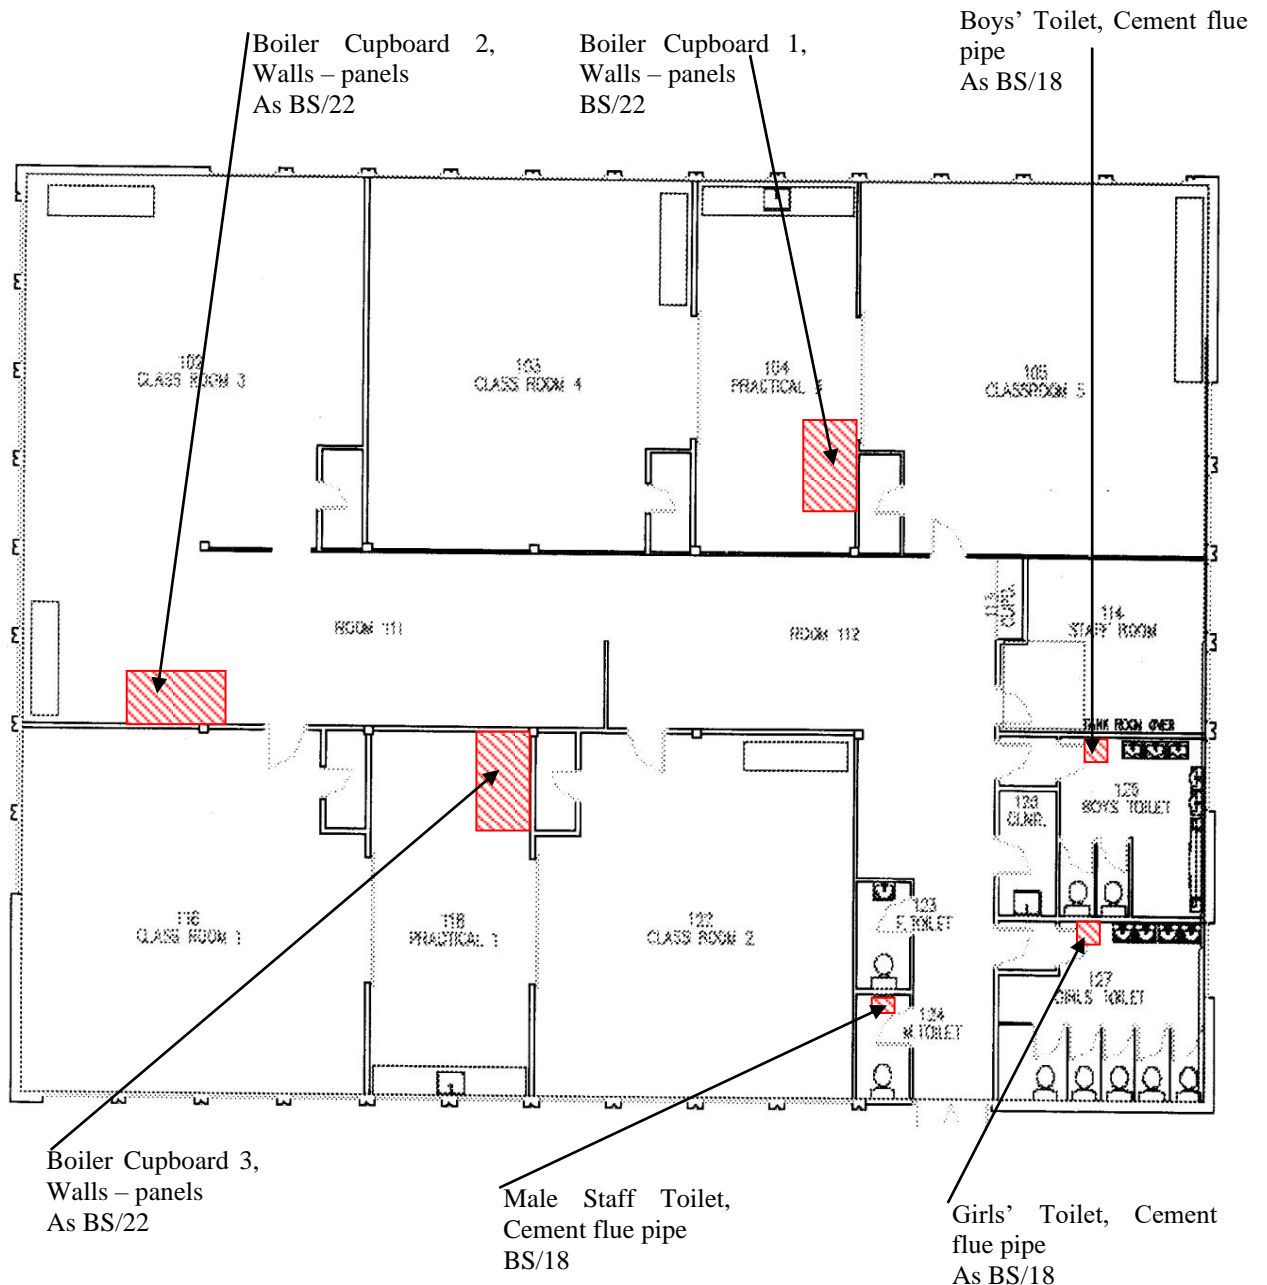 Boiler Cupboard 2,
Walls – panels
As BS/22
Boiler Cupboard 1,
Walls – panels
BS/22
Boys’ Toilet, Cement flue
pipe
As BS/18
102
CLASS ROOM 3
103
CLASS ROOM 4
104
PRACTICAL
105
CLASSROOM 5
ROOM 111
ROOM 112
113
CUPBD.
114
STAFF ROOM
TANK ROOM OVER
125
BOYS TOILET
CLNR.
116
CLASS ROOM 1
118
PRACTICAL 1
122
CLASS ROOM 2
123
F.TOILET
124
M.TOILET
127
GIRLS TOILET
Boiler Cupboard 3,
Walls – panels
As BS/22
Male Staff Toilet,
Cement flue pipe
BS/18
Girls’ Toilet, Cement
flue pipe
As BS/18